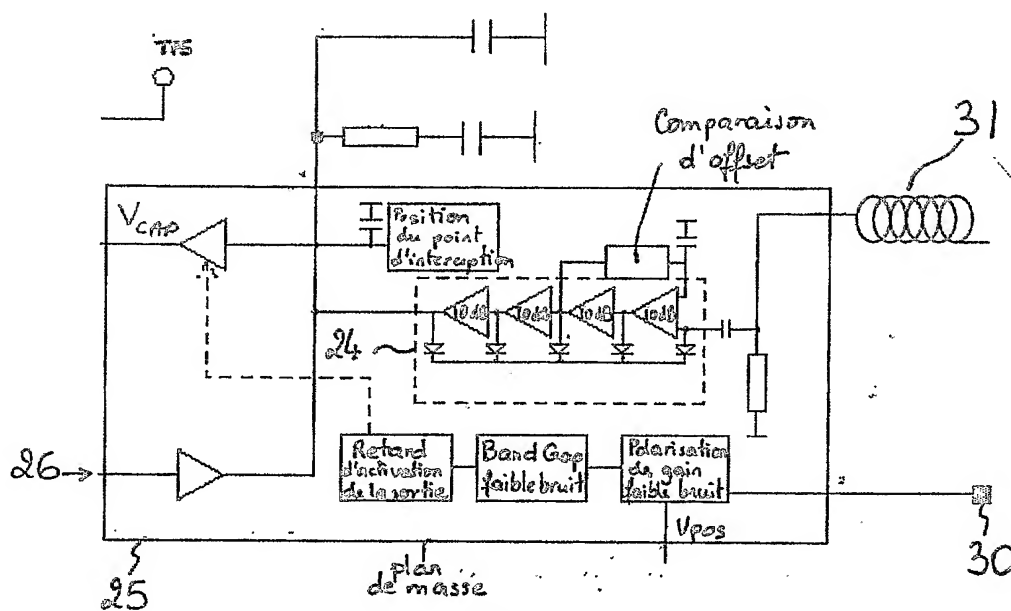 Comparaison
d'offset
31
VCAP
Position
du point
d'interception
10dB
10dB
10dB
10dB
24
26
Retard
d'activation
de la sortie
Band Gap
faible bruit
Polarisation
de gain
faible bruit
VPOS
25
plan
de masse
30